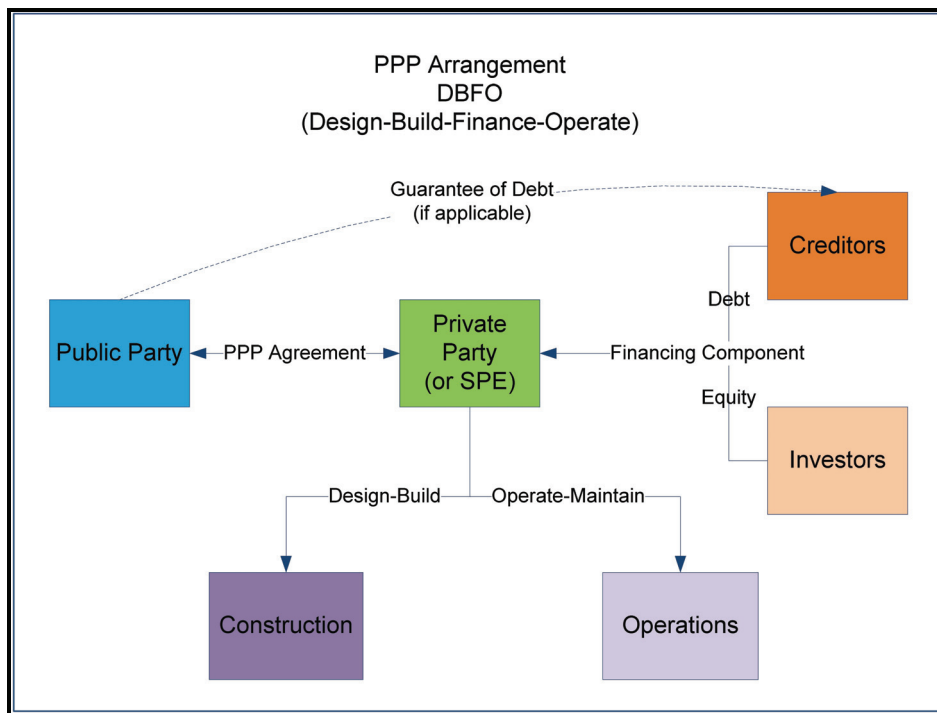 PPP Arrangement
DBFO
(Design-Build-Finance-Operate)
Guarantee of Debt
(if applicable)
Creditors
Debt
Public Party
PPP Agreement
Private
Party
(or SPE)
Financing Component
Equity
Investors
Design-Build
Operate-Maintain
Construction
Operations